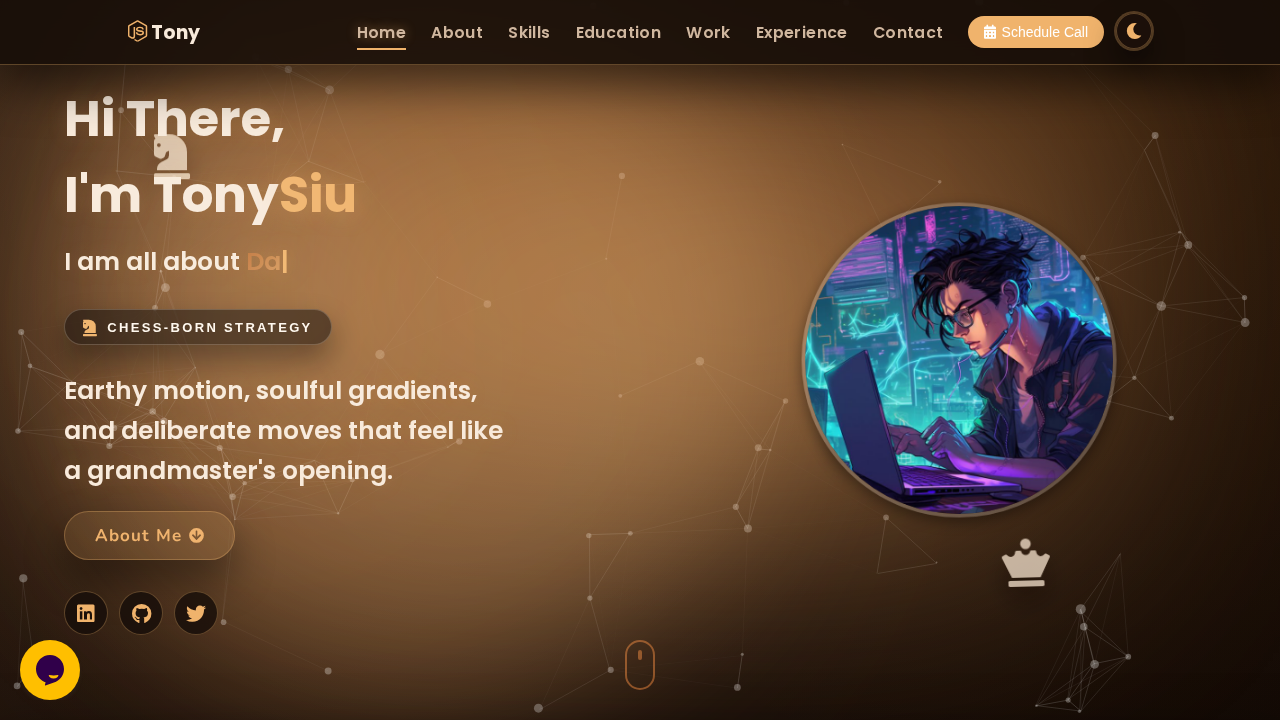 Tony
Home
About
Skills
Education
Work
Experience
Contact
Schedule Call
Hi There,
I'm TonySiu
I am all about Da|
CHESS-BORN STRATEGY
Earthy motion, soulful gradients,
and deliberate moves that feel like
a grandmaster's opening.
About Me